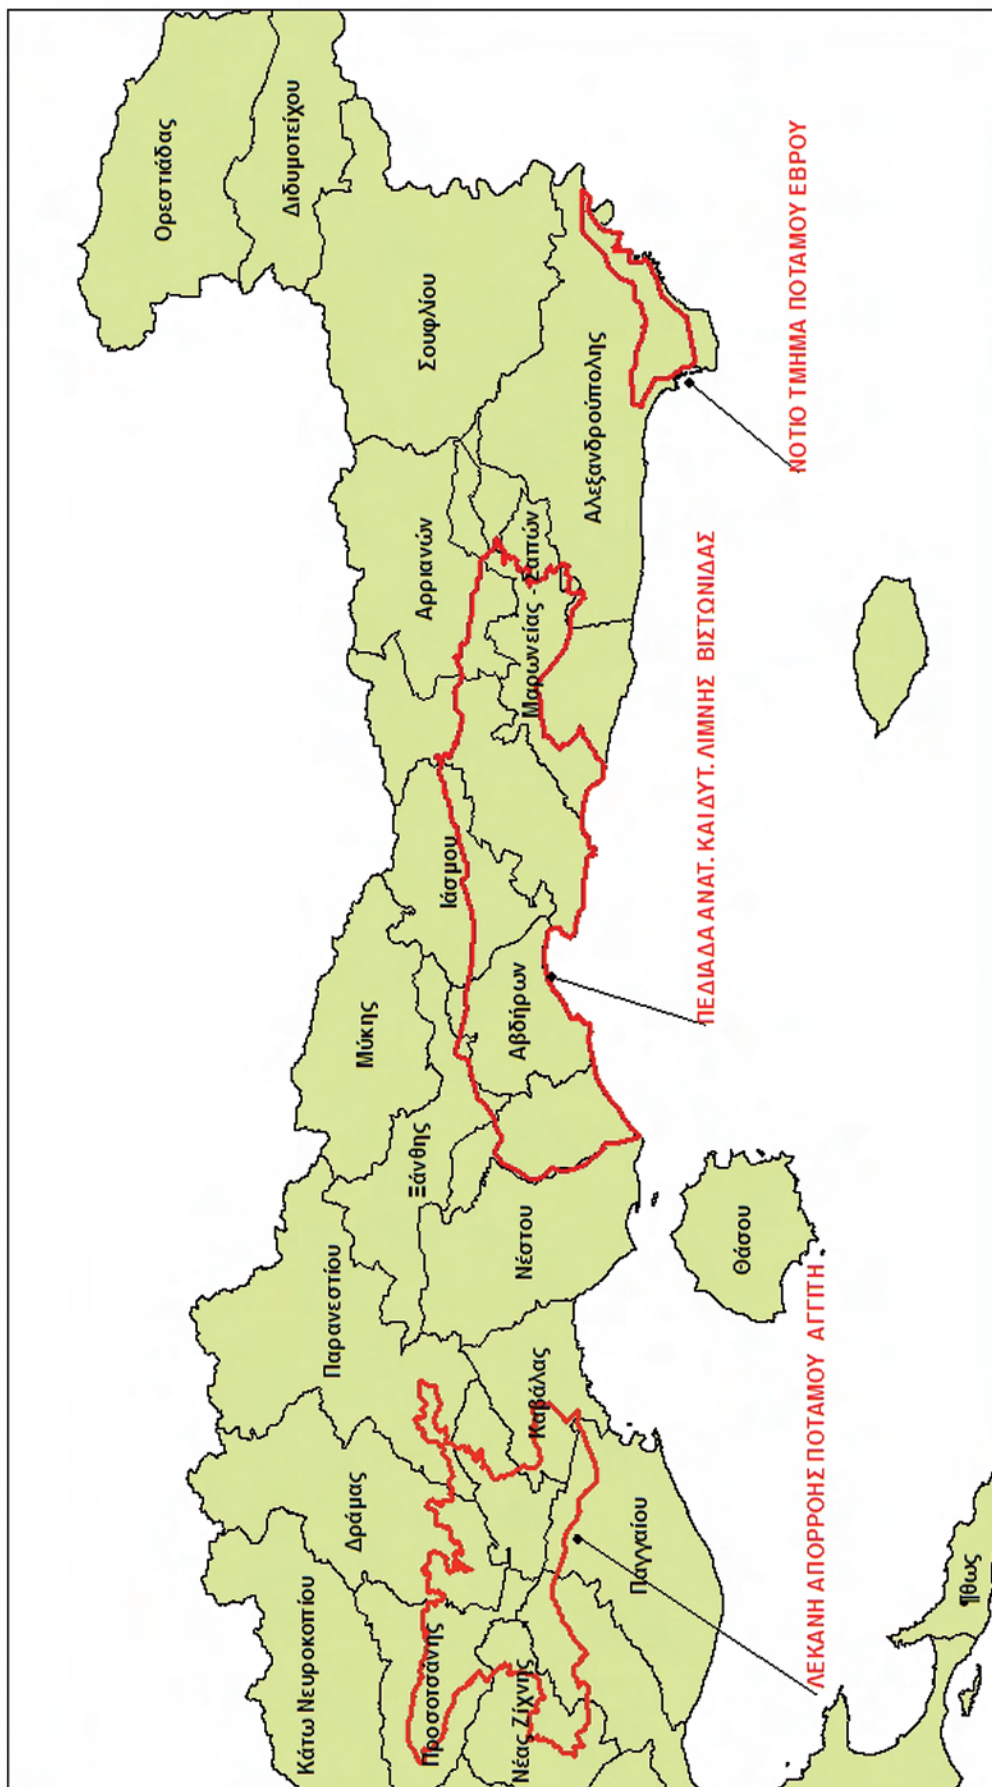 Ορεστιάδας
Διδυμοτείχου
Σουφλίου
Αλεξανδρούπολης
Αρριανών
Μαρωνείας - Σαπών
Ιάσμου
Μύκης
Αβδήρων
Ξάνθης
Νέστου
Παρανεστίου
Θάσου
Καβάλας
Δράμας
Παγγαίου
Κάτω Νευροκοπίου
Προσοτσάνης
Νέας Ζίχνης
ΝΟΤΙΟ ΤΜΗΜΑ ΠΟΤΑΜΟΥ ΕΒΡΟΥ
ΠΕΔΙΑΔΑ ΑΝΑΤ. ΚΑΙ ΔΥΤ. ΛΙΜΝΗΣ ΒΙΣΤΩΝΙΔΑΣ
ΛΕΚΑΝΗ ΑΠΟΡΡΟΗΣ ΠΟΤΑΜΟΥ ΑΓΓΙΤΗ